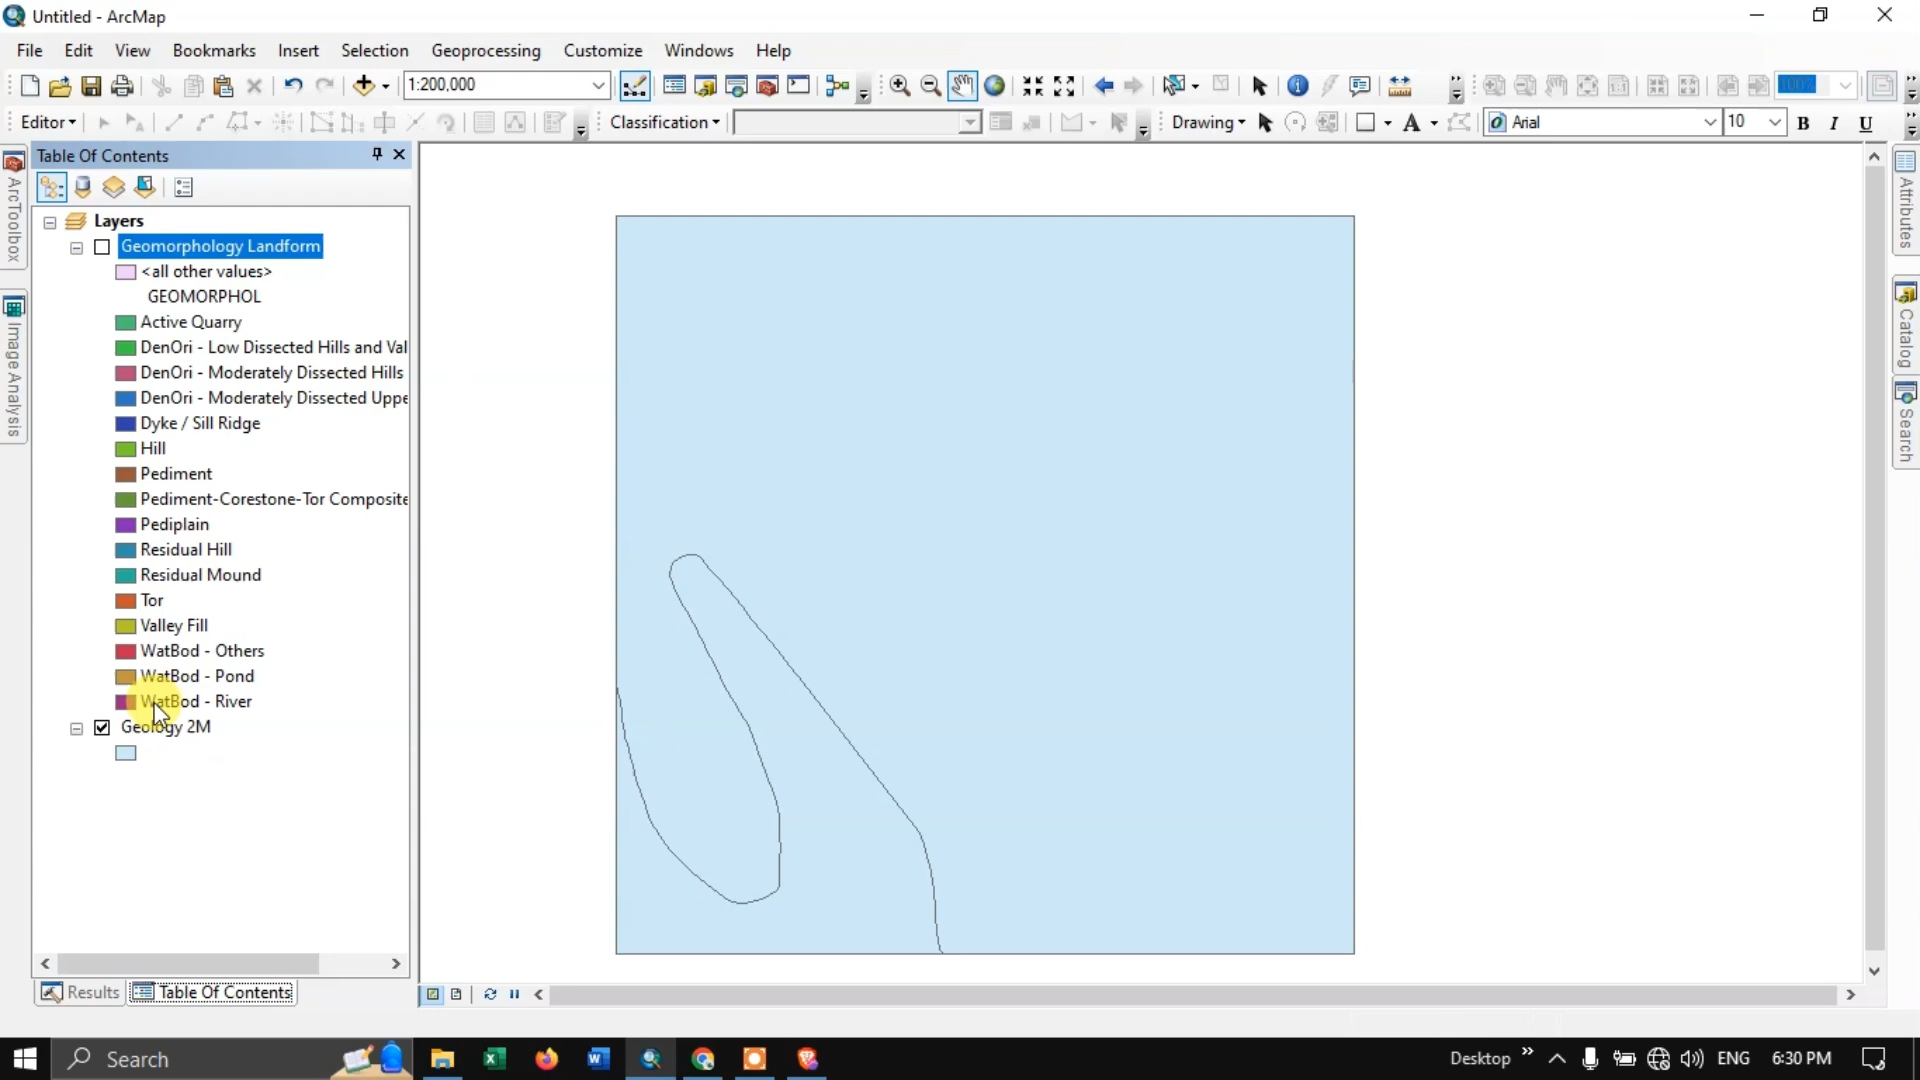 Untitled - ArcMap
File Edit View Bookmarks Insert Selection Geoprocessing Customize Windows Help
1:200,000
100%
Editor Classification Drawing Arial 10 B I U
Table Of Contents
ArcToolbox
Image Analysis
Layers
Geomorphology Landform
<all other values>
GEOMORPHOL
Active Quarry
DenOri - Low Dissected Hills and Val
DenOri - Moderately Dissected Hills
DenOri - Moderately Dissected Uppe
Dyke / Sill Ridge
Hill
Pediment
Pediment-Corestone-Tor Composite
Pediplain
Residual Hill
Residual Mound
Tor
Valley Fill
WatBod - Others
WatBod - Pond
WatBod - River
Geology 2M
Results Table Of Contents
Attributes
Catalog
Search
Search Desktop ENG 6:30 PM